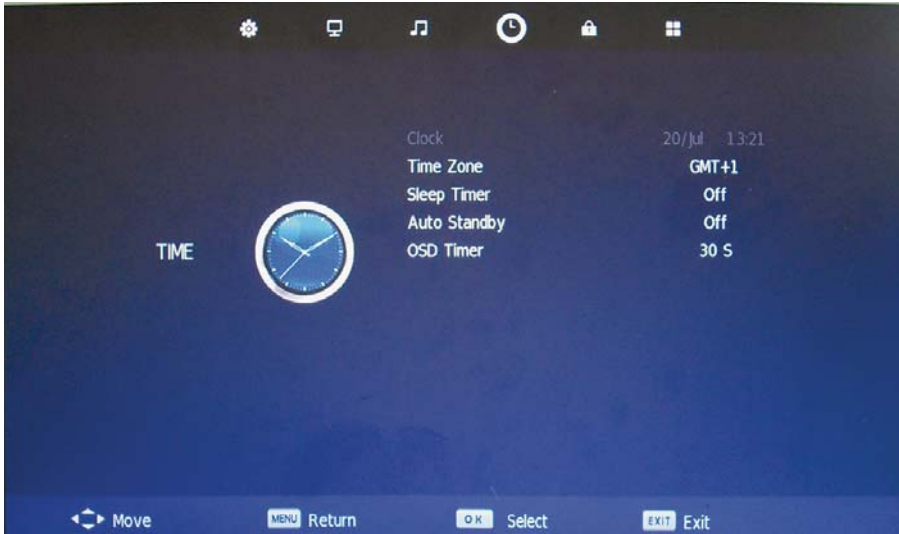 Clock 20/Jul 13:21
Time Zone GMT+1
Sleep Timer Off
Auto Standby Off
TIME
OSD Timer 30 S
Move MENU Return OK Select EXIT Exit